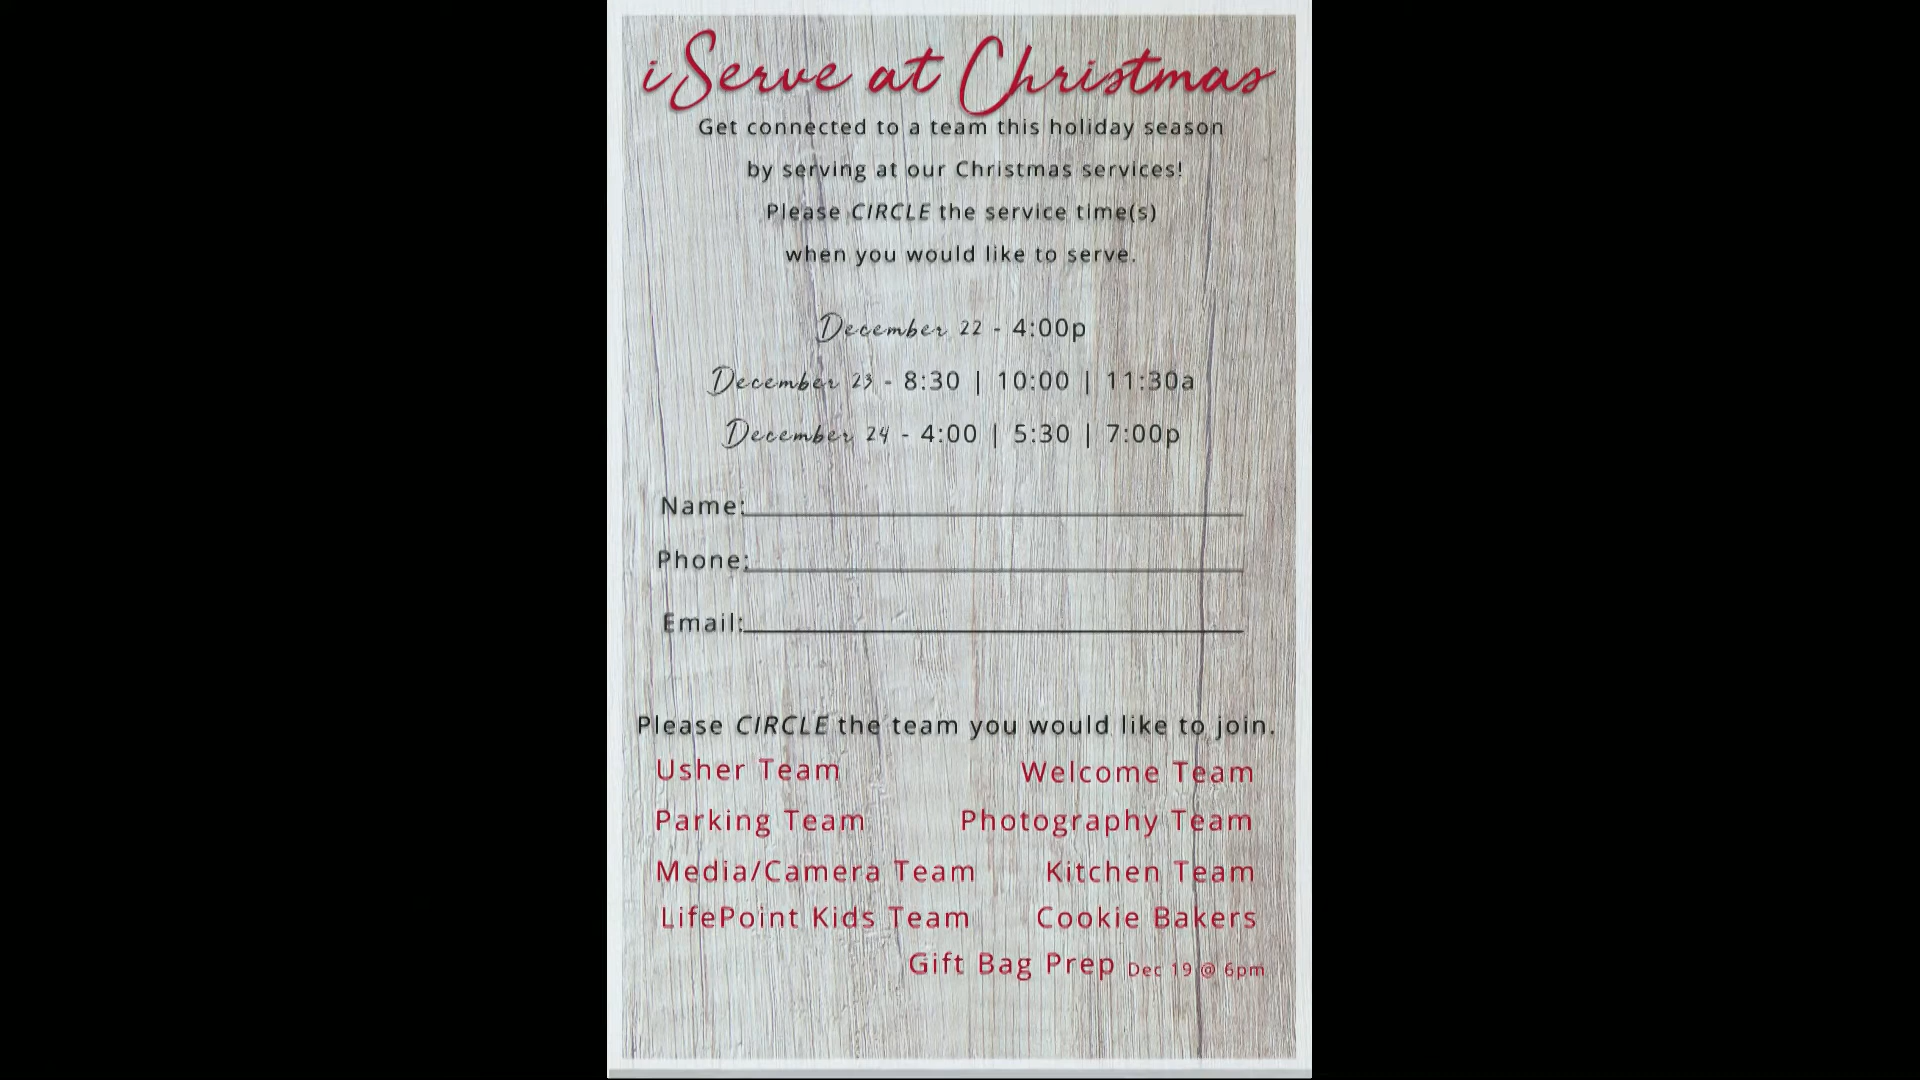 iServe at Christmas
Get connected to a team this holiday season
by serving at our Christmas services!
Please CIRCLE the service time(s)
when you would like to serve.
December 22 - 4:00p
December 23 - 8:30 | 10:00 | 11:30a
December 24 - 4:00 | 5:30 | 7:00p
Name:
Phone:
Email:
Please CIRCLE the team you would like to join.
Usher Team Welcome Team
Parking Team Photography Team
Media/Camera Team Kitchen Team
LifePoint Kids Team Cookie Bakers
Gift Bag Prep Dec 19 @ 6pm